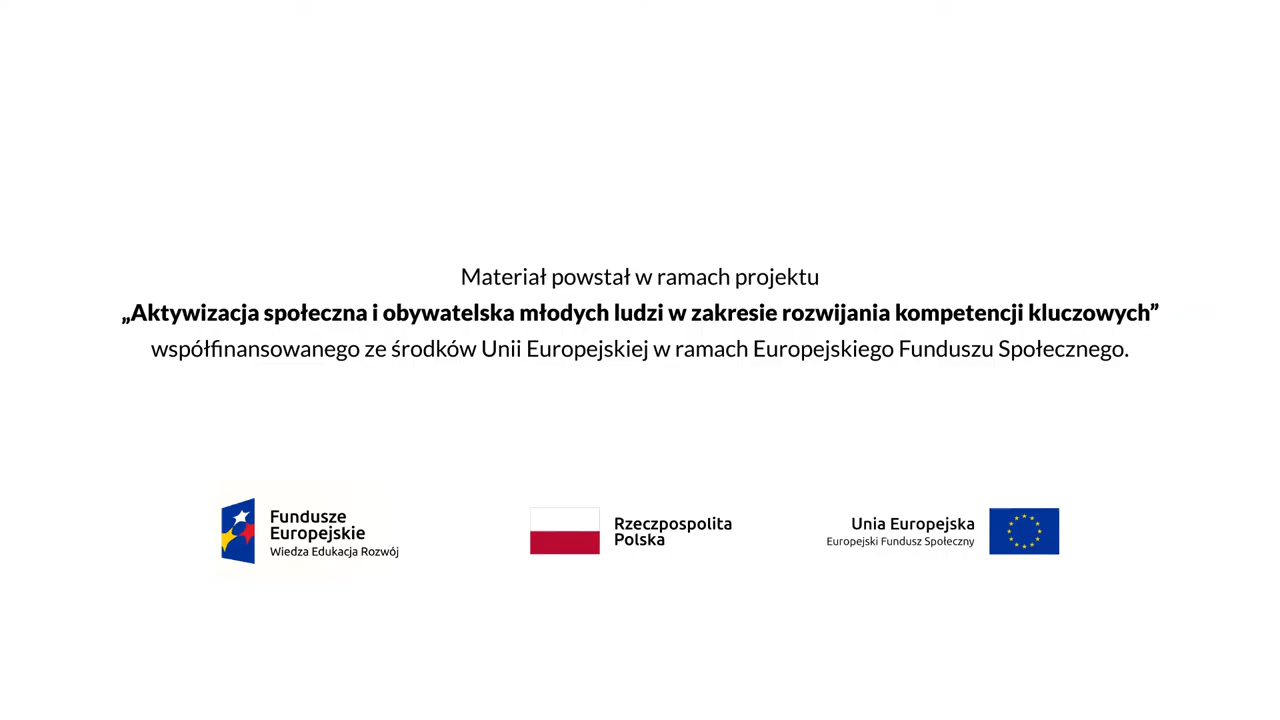 Materiał powstał w ramach projektu
„Aktywizacja społeczna i obywatelska młodych ludzi w zakresie rozwijania kompetencji kluczowych”
współfinansowanego ze środków Unii Europejskiej w ramach Europejskiego Funduszu Społecznego.
Fundusze
Europejskie
Wiedza Edukacja Rozwój
Rzeczpospolita
Polska
Unia Europejska
Europejski Fundusz Społeczny